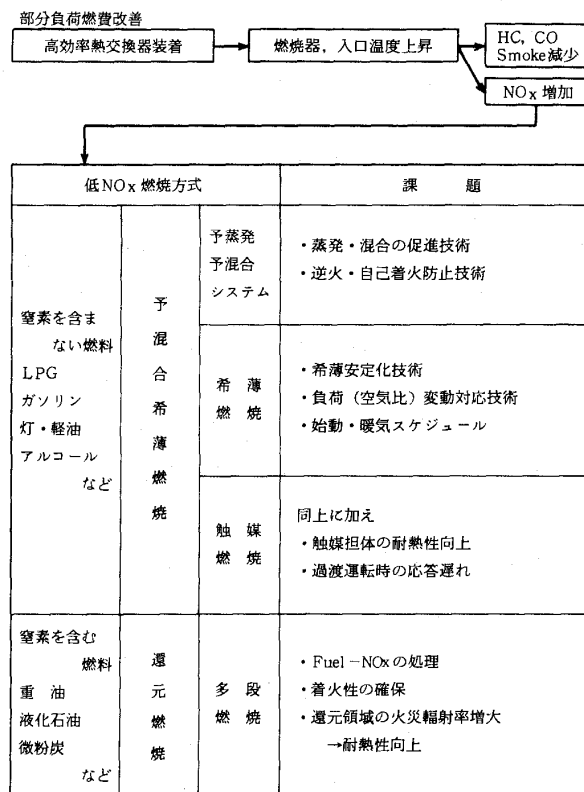 部分負荷燃費改善
高効率熱交換器装着
燃焼器，入口温度上昇
HC, CO
Smoke減少
NOx 増加
低NOx 燃焼方式
課　題
窒素を含ま
ない燃料
LPG
ガソリン
灯・軽油
アルコール
など
予混合希薄燃焼
予蒸発
予混合
システム
・蒸発・混合の促進技術
・逆火・自己着火防止技術
希薄
燃焼
・希薄安定化技術
・負荷（空気比）変動対応技術
・始動・暖気スケジュール
触媒
燃焼
同上に加え
・触媒担体の耐熱性向上
・過渡運転時の応答遅れ
窒素を含む
燃料
重油
液化石油
微粉炭
など
還元燃焼
多段
燃焼
・Fuel－NOxの処理
・着火性の確保
・還元領域の火災輻射率増大
→耐熱性向上